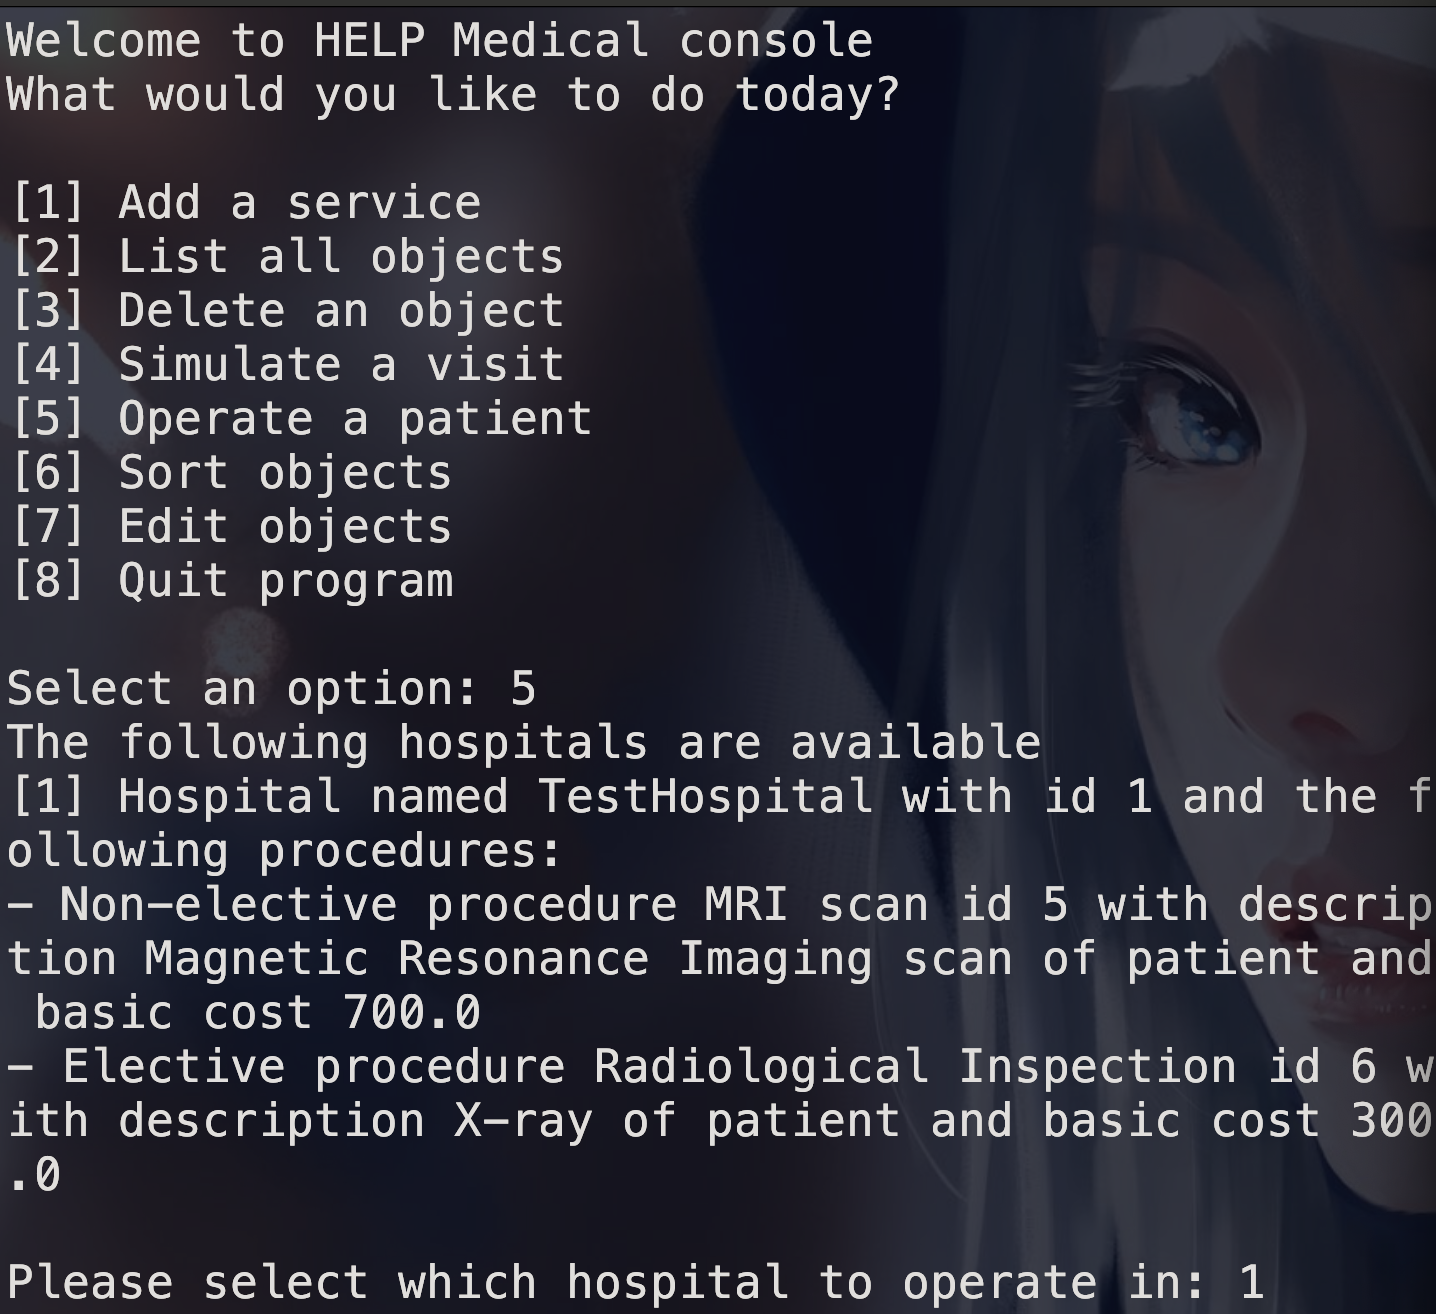 Welcome to HELP Medical console
What would you like to do today?
[1] Add a service
[2] List all objects
[3] Delete an object
[4] Simulate a visit
[5] Operate a patient
[6] Sort objects
[7] Edit objects
[8] Quit program
Select an option: 5
The following hospitals are available
[1] Hospital named TestHospital with id 1 and the f
ollowing procedures:
- Non-elective procedure MRI scan id 5 with descrip
tion Magnetic Resonance Imaging scan of patient and
 basic cost 700.0
- Elective procedure Radiological Inspection id 6 w
ith description X-ray of patient and basic cost 300
.0
Please select which hospital to operate in: 1